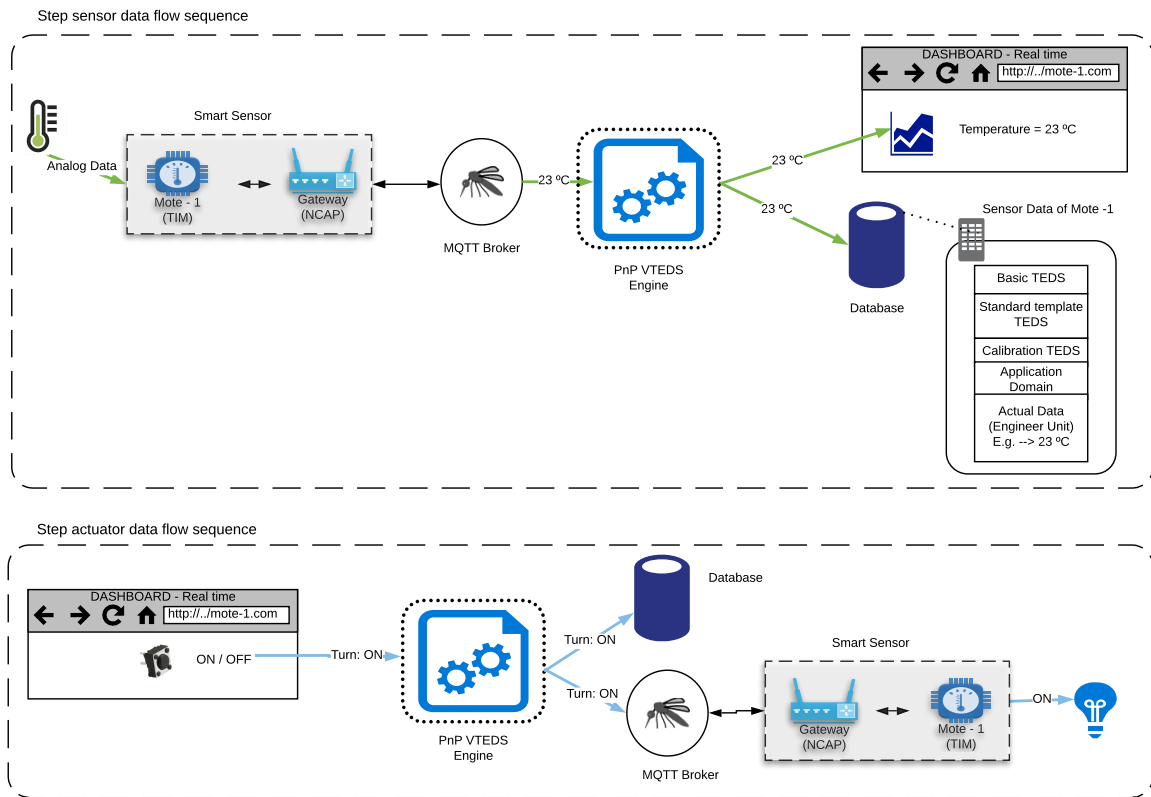 Step sensor data flow sequence
DASHBOARD - Real time
http://../mote-1.com
Temperature = 23 ºC
Smart Sensor
Analog Data
Mote - 1
(TIM)
Gateway
(NCAP)
MQTT Broker
23 ºC
PnP VTEDS
Engine
23 ºC
23 ºC
Database
Sensor Data of Mote -1
Basic TEDS
Standard template
TEDS
Calibration TEDS
Application
Domain
Actual Data
(Engineer Unit)
E.g. --> 23 ºC
Step actuator data flow sequence
DASHBOARD - Real time
http://../mote-1.com
ON / OFF
Turn: ON
PnP VTEDS
Engine
Turn: ON
Turn: ON
Database
MQTT Broker
Smart Sensor
Gateway
(NCAP)
Mote - 1
(TIM)
ON